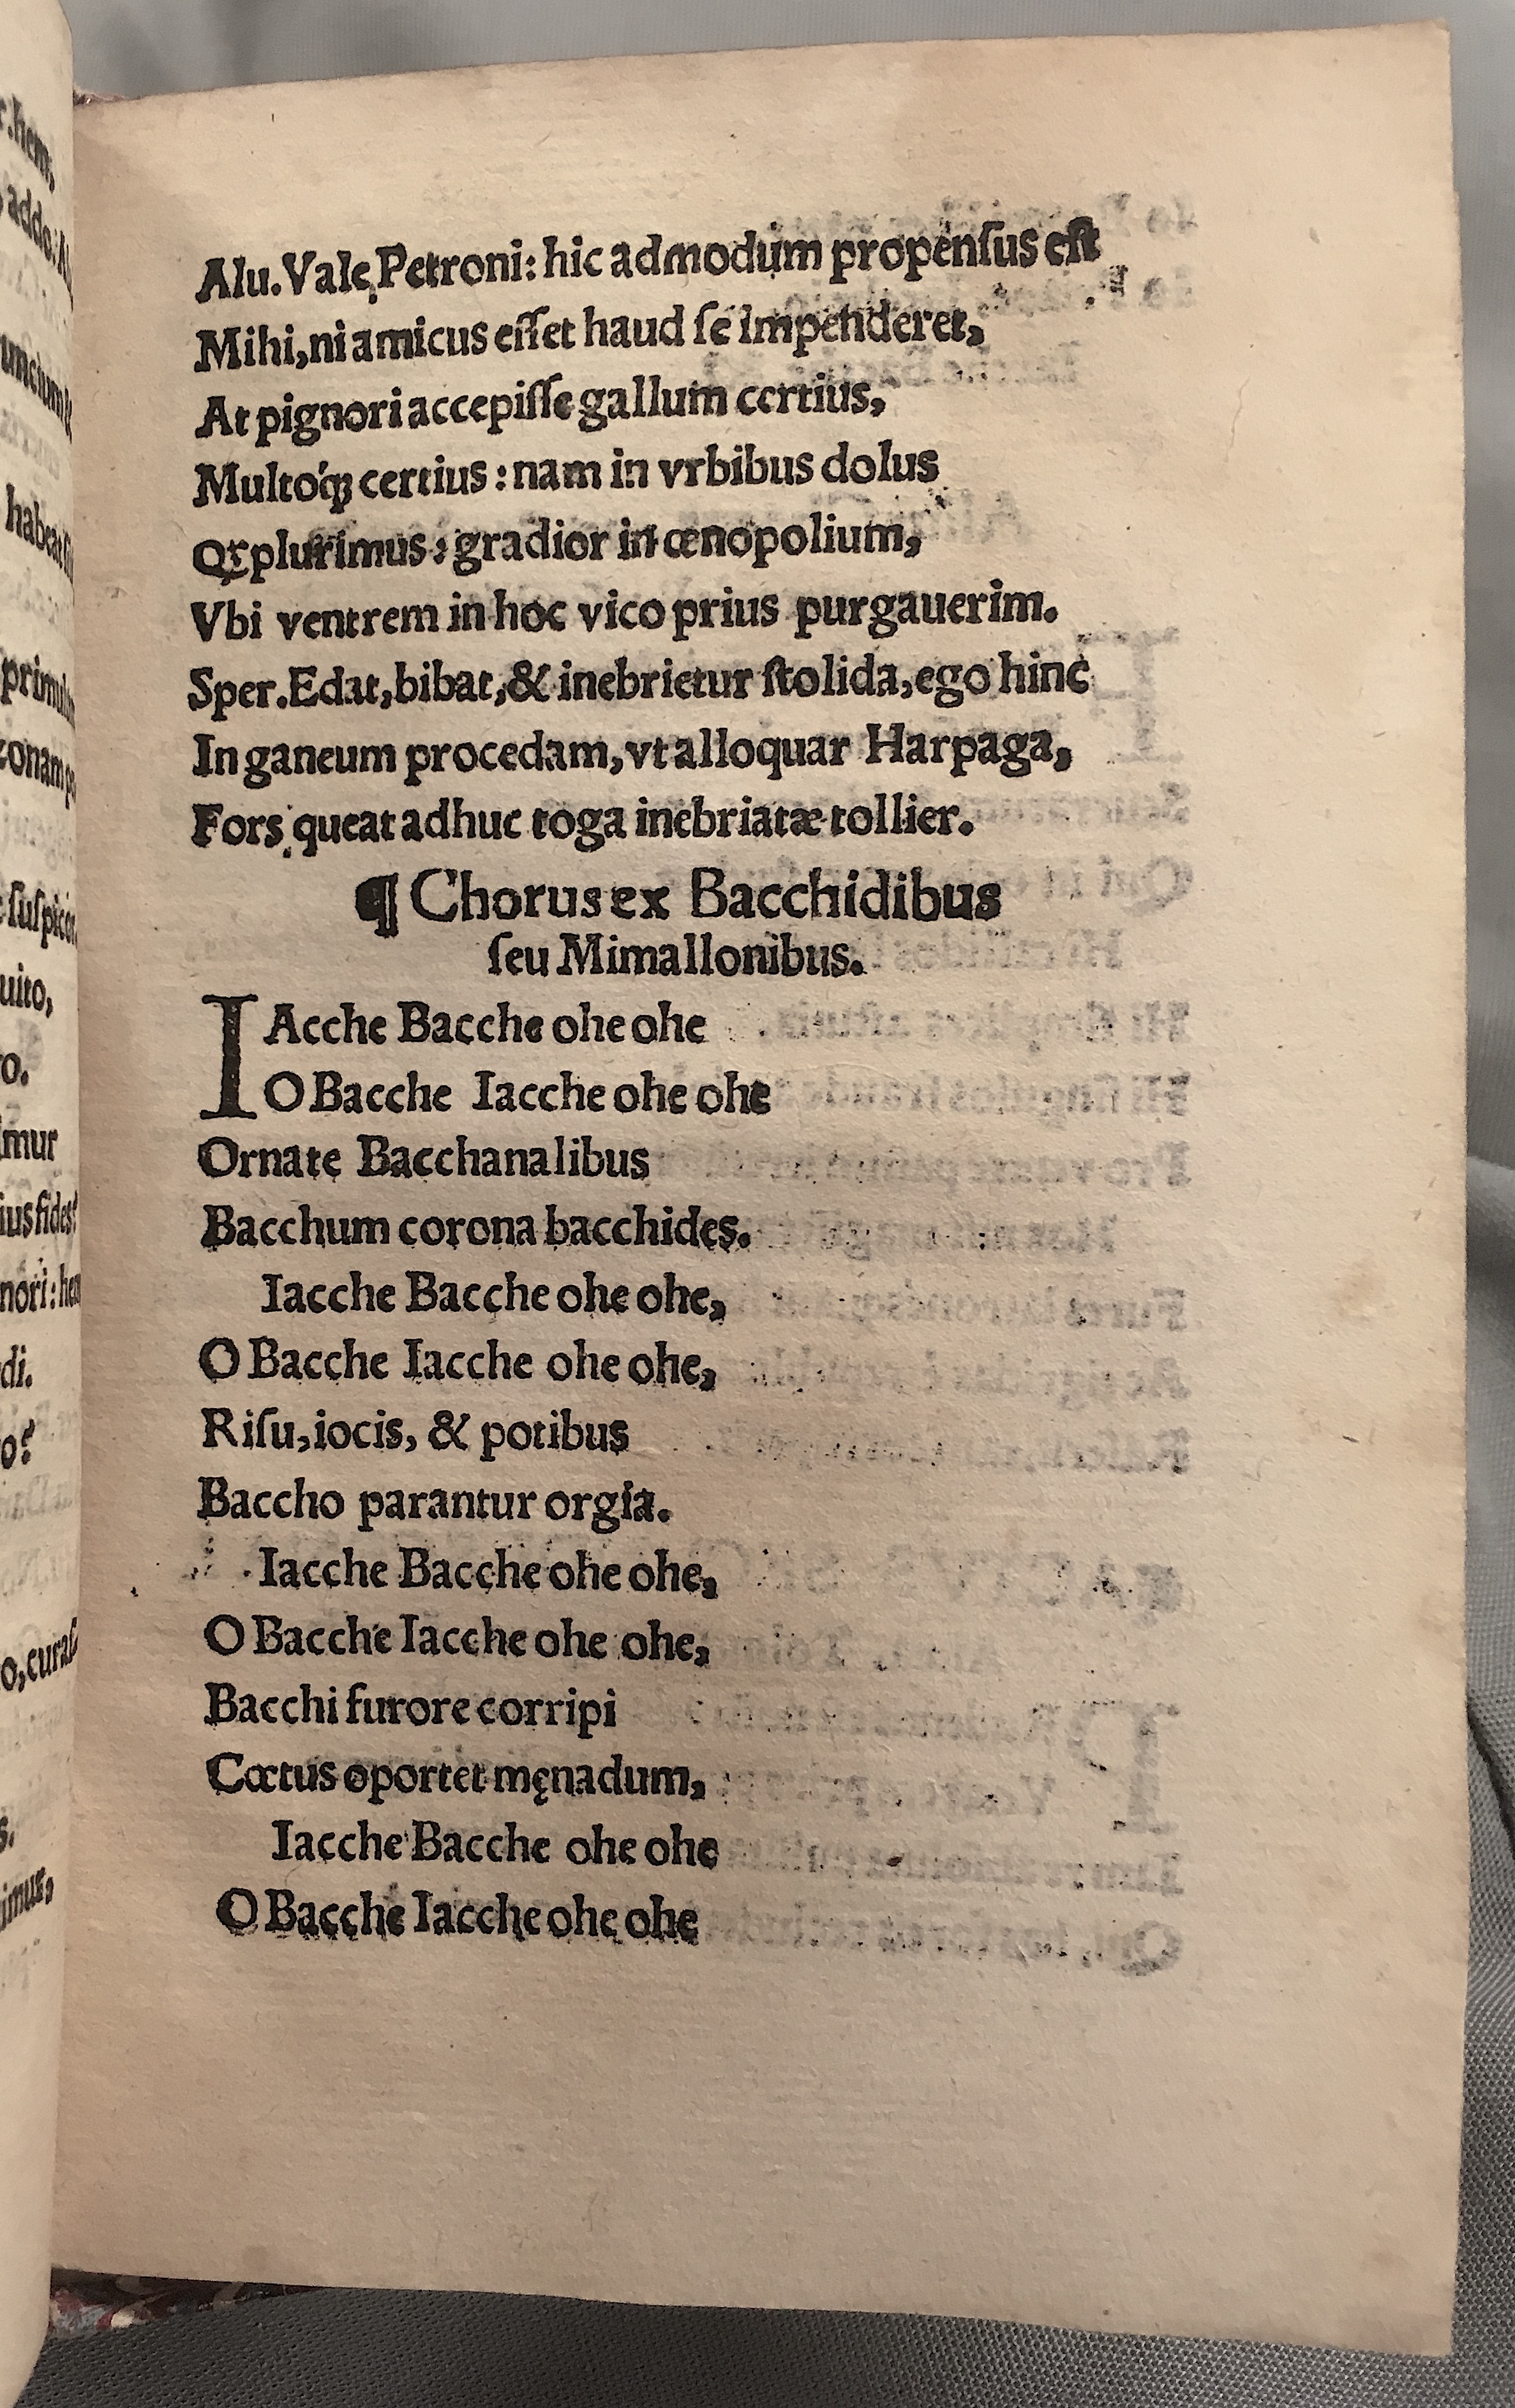 Alu. Vale Petroni: hic admodum propensus est
Mihi, ni amicus eſſet haud ſe impenderet,
At pignori accepiſſe gallum certius,
Multóq; certius: nam in vrbibus dolus
plurimus: gradior in œnopolium,
Vbi ventrem in hoc vico prius purgauerim.
Sper. Edat, bibat, & inebrietur ſtolida, ego hinc
In ganeum procedam, vt alloquar Harpaga,
Fors queat adhuc toga inebriatæ tollier.
¶ Chorus ex Bacchidibus
ſeu Mimallonibus.
IAcche Bacche ohe ohe
O Bacche Iacche ohe ohe
Ornate Bacchanalibus
Bacchum corona bacchides.
Iacche Bacche ohe ohe,
O Bacche Iacche ohe ohe,
Riſu, iocis, & potibus
Baccho parantur orgia.
Iacche Bacche ohe ohe,
O Bacche Iacche ohe ohe,
Bacchi furore corripi
Cœtus oportet męnadum,
Iacche Bacche ohe ohe
O Bacche Iacche ohe ohe